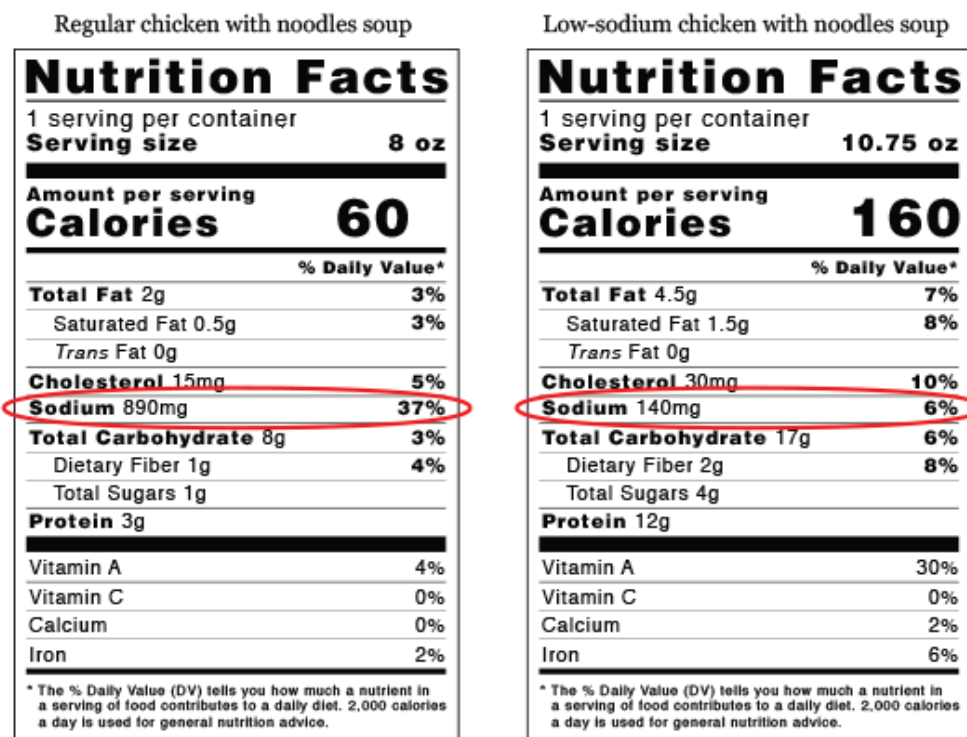 Regular chicken with noodles soup
Nutrition Facts
1 serving per container
Serving size 8 oz
Amount per serving
Calories 60
% Daily Value*
Total Fat 2g 3%
Saturated Fat 0.5g 3%
Trans Fat 0g
Cholesterol 15mg 5%
Sodium 890mg 37%
Total Carbohydrate 8g 3%
Dietary Fiber 1g 4%
Total Sugars 1g
Protein 3g
Vitamin A 4%
Vitamin C 0%
Calcium 0%
Iron 2%
* The % Daily Value (DV) tells you how much a nutrient in
a serving of food contributes to a daily diet. 2,000 calories
a day is used for general nutrition advice.
Low-sodium chicken with noodles soup
Nutrition Facts
1 serving per container
Serving size 10.75 oz
Amount per serving
Calories 160
% Daily Value*
Total Fat 4.5g 7%
Saturated Fat 1.5g 8%
Trans Fat 0g
Cholesterol 30mg 10%
Sodium 140mg 6%
Total Carbohydrate 17g 6%
Dietary Fiber 2g 8%
Total Sugars 4g
Protein 12g
Vitamin A 30%
Vitamin C 0%
Calcium 2%
Iron 6%
* The % Daily Value (DV) tells you how much a nutrient in
a serving of food contributes to a daily diet. 2,000 calories
a day is used for general nutrition advice.